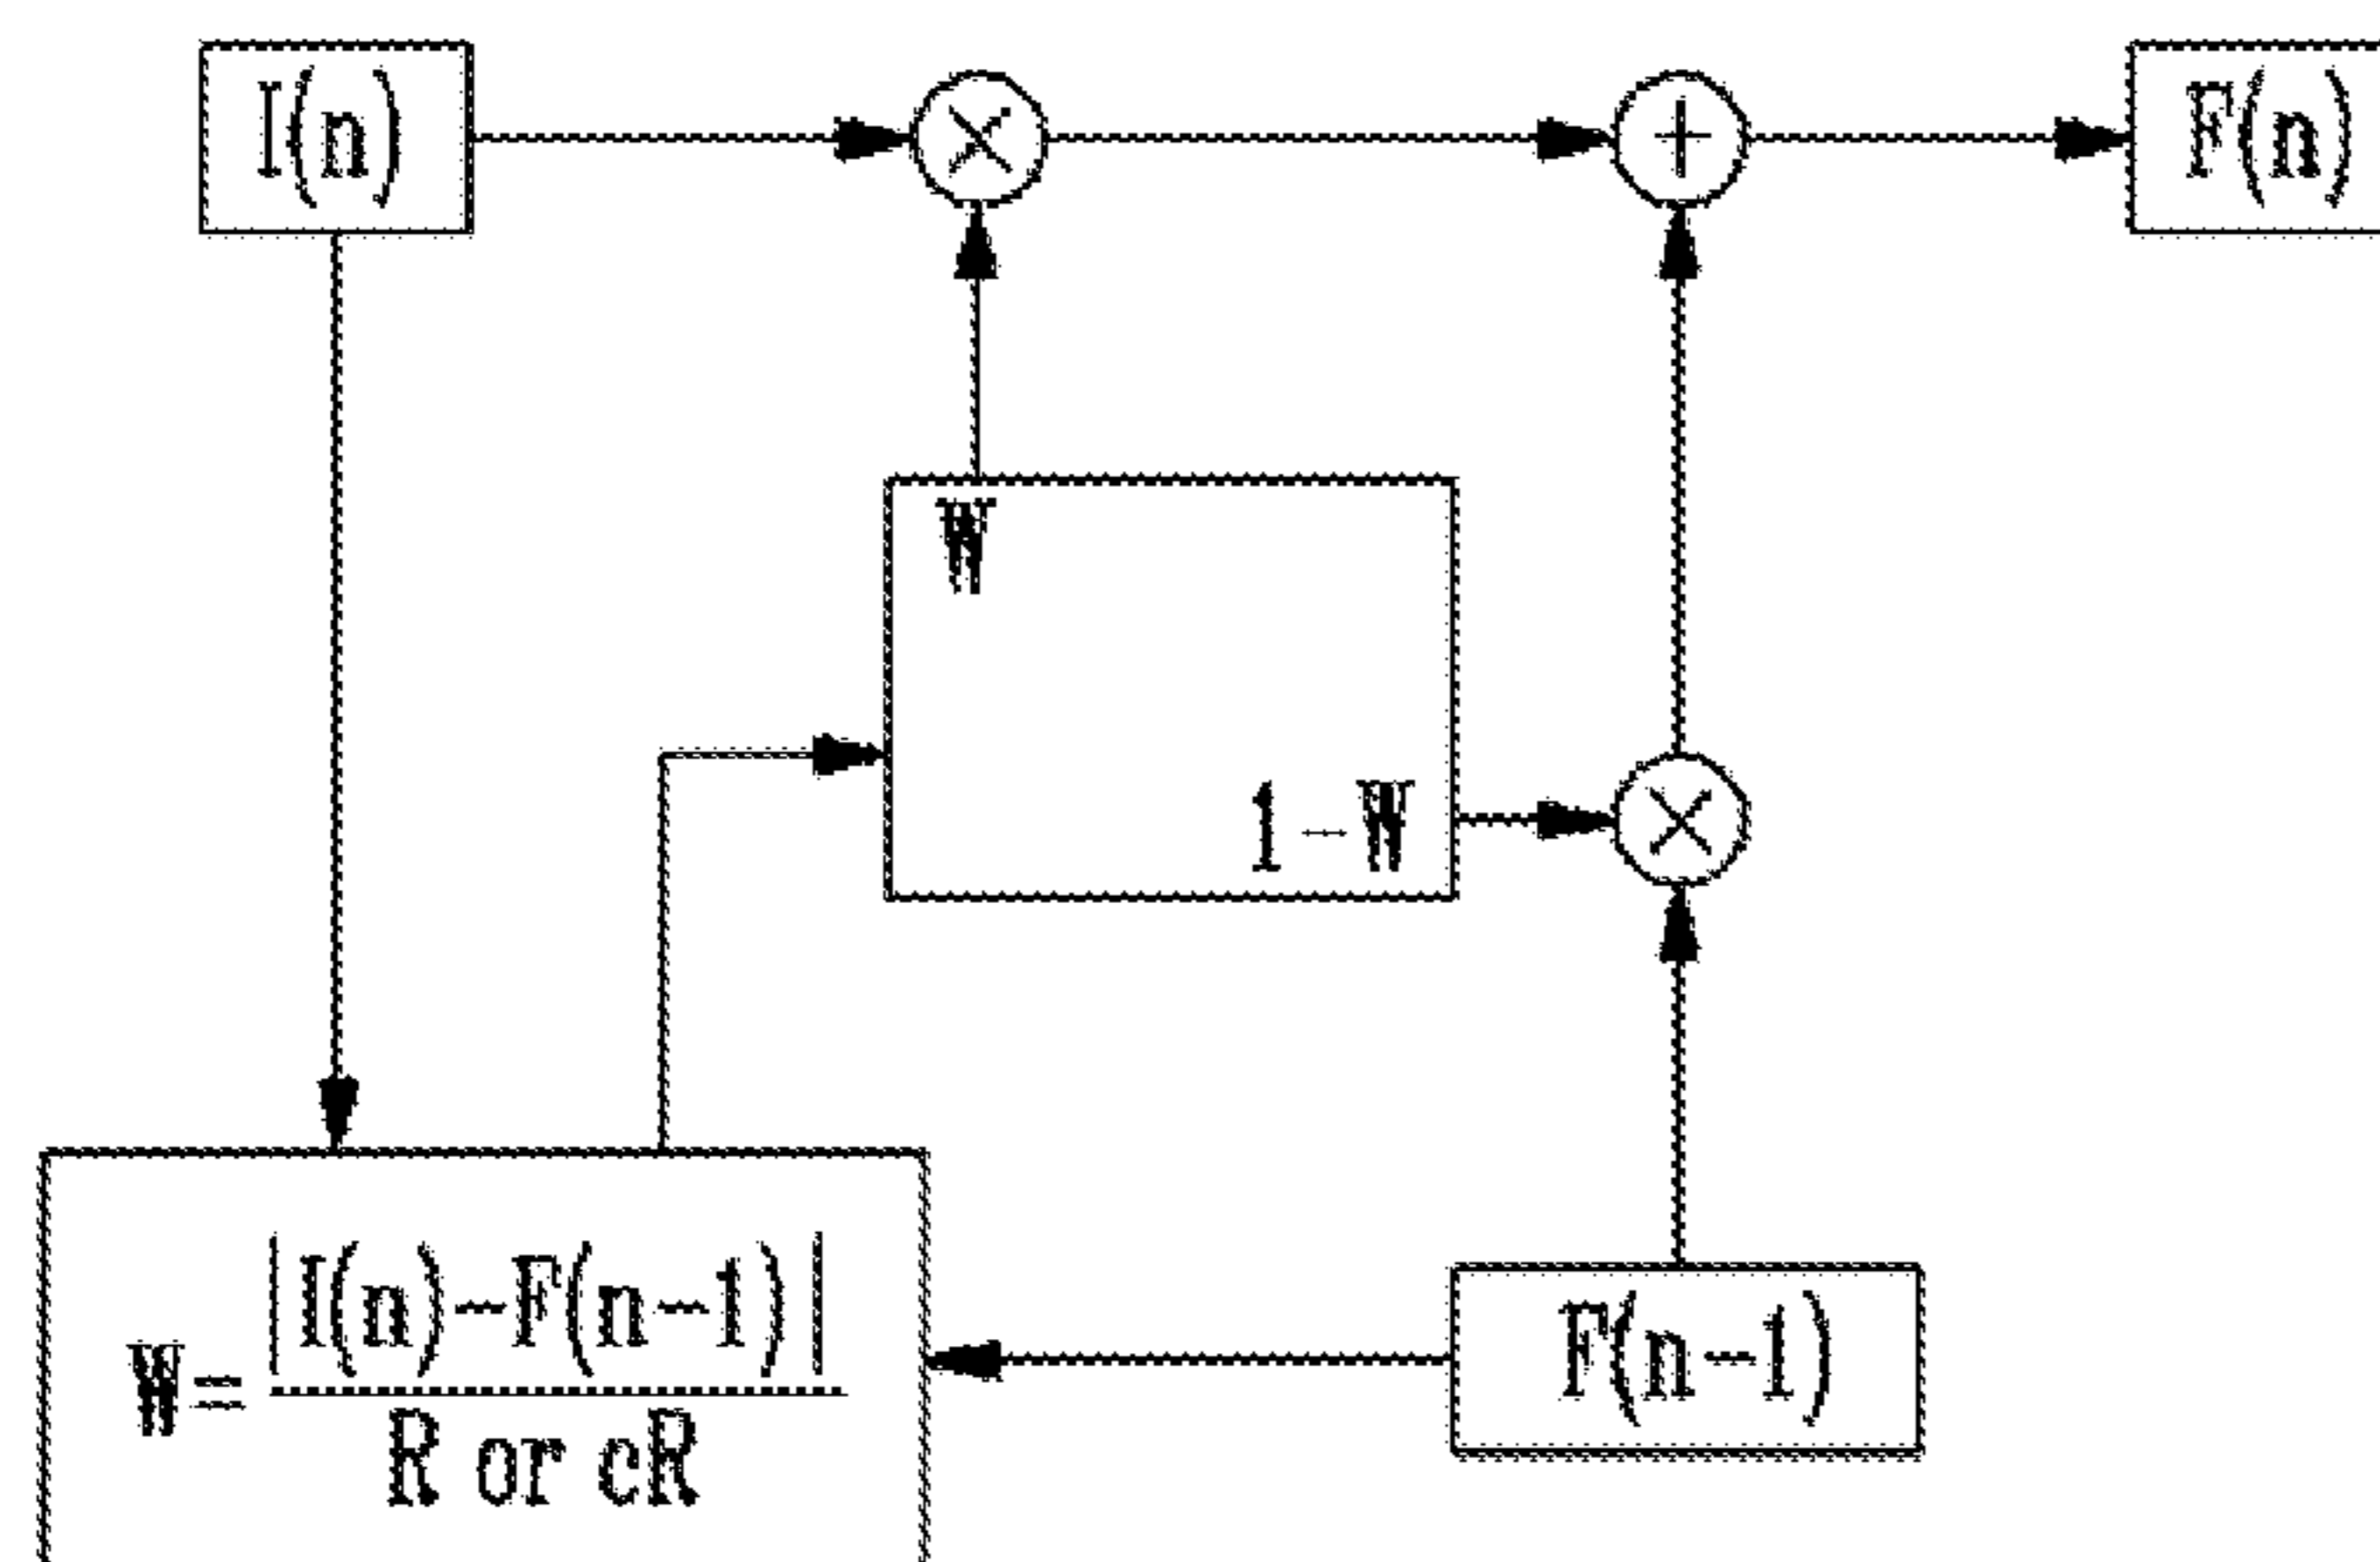 I(n) × + F(n)
W
1-W
×
|I(n)-F(n-1)|
W=
R or cR
F(n-1)